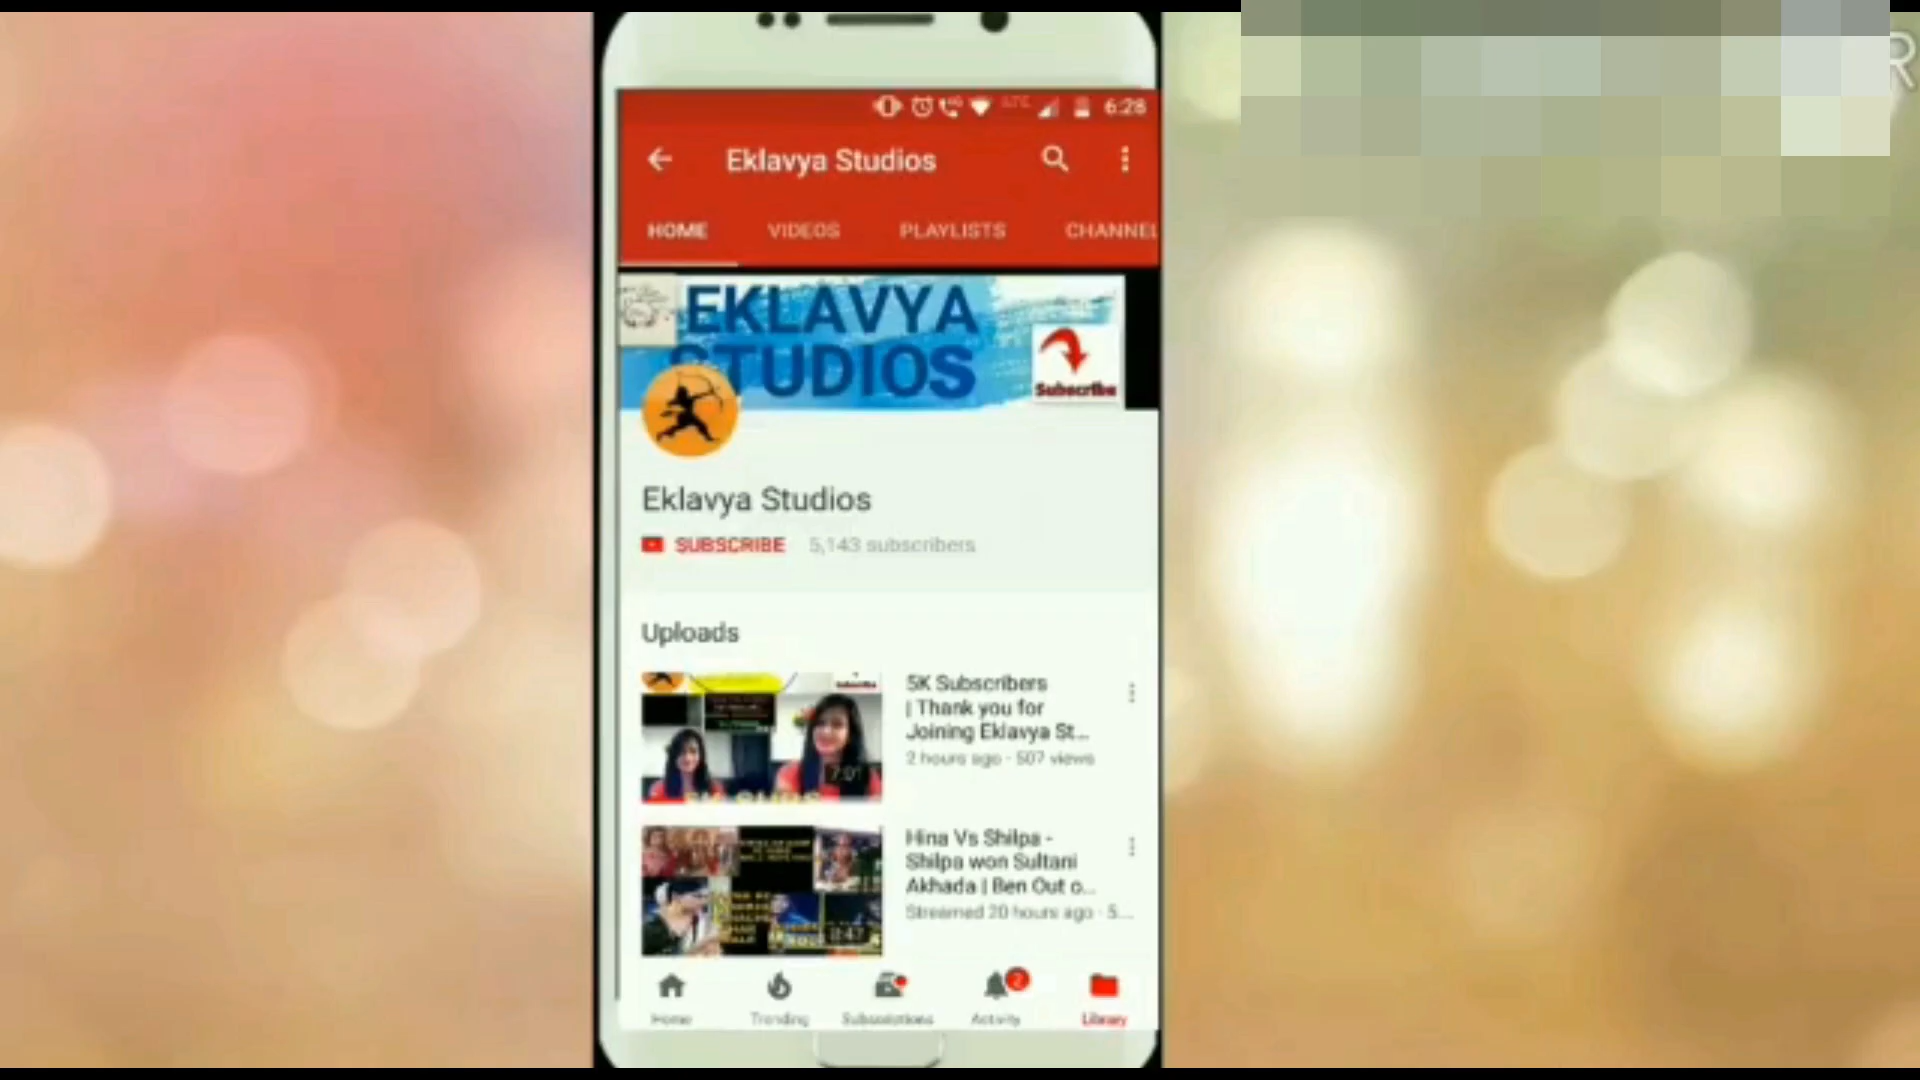 R
6:28
Eklavya Studios
HOME VIDEOS PLAYLISTS CHANNEL
EKLAVYA
STUDIOS
Subscribe
Eklavya Studios
SUBSCRIBE 5,143 subscribers
Uploads
5K Subscribers
| Thank you for
Joining Eklavya St...
2 hours ago · 507 views
7:01
Hina Vs Shilpa -
Shilpa won Sultani
Akhada | Ben Out o...
Streamed 20 hours ago · 5...
8:47
2
Home Trending Subscriptions Activity Library